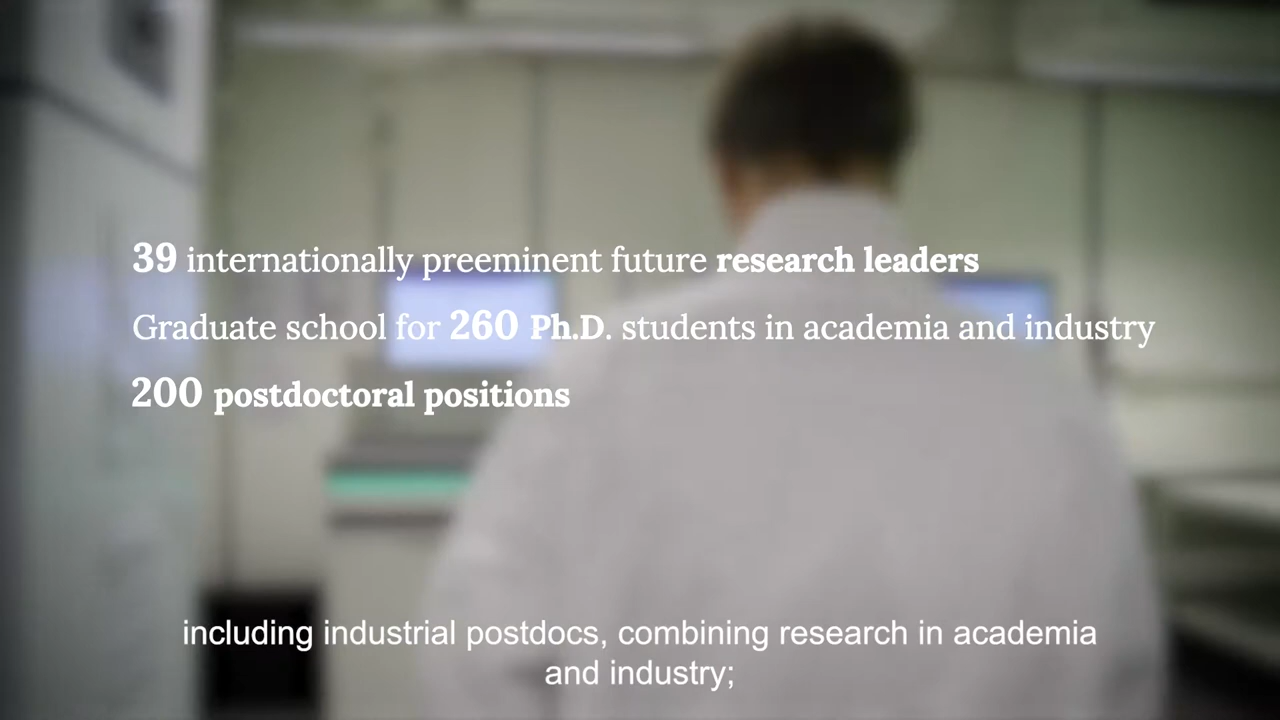 39 internationally preeminent future research leaders
Graduate school for 260 Ph.D. students in academia and industry
200 postdoctoral positions
including industrial postdocs, combining research in academia
and industry;